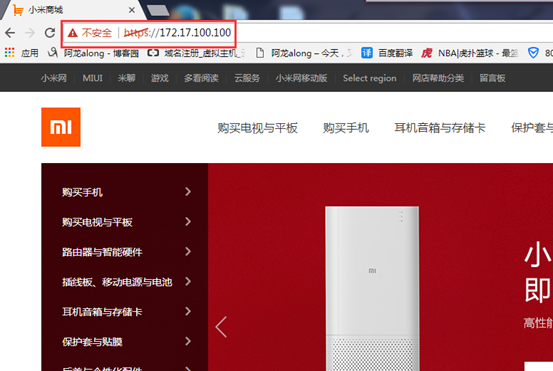 小米商城
不安全 | https://172.17.100.100
应用 阿龙along - 博客园 域名注册_虚拟主机_ 阿龙along – 今天，天 译 百度翻译 虎 NBA|虎扑篮球 - 最篮 80
小米网 MIUI 米聊 游戏 多看阅读 云服务 小米网移动版 Select region 网店帮助分类 留言板
mi 购买电视与平板 购买手机 耳机音箱与存储卡 保护套与
购买手机
购买电视与平板
路由器与智能硬件
插线板、移动电源与电池
耳机音箱与存储卡
保护套与贴膜
mi
小
即
高性能